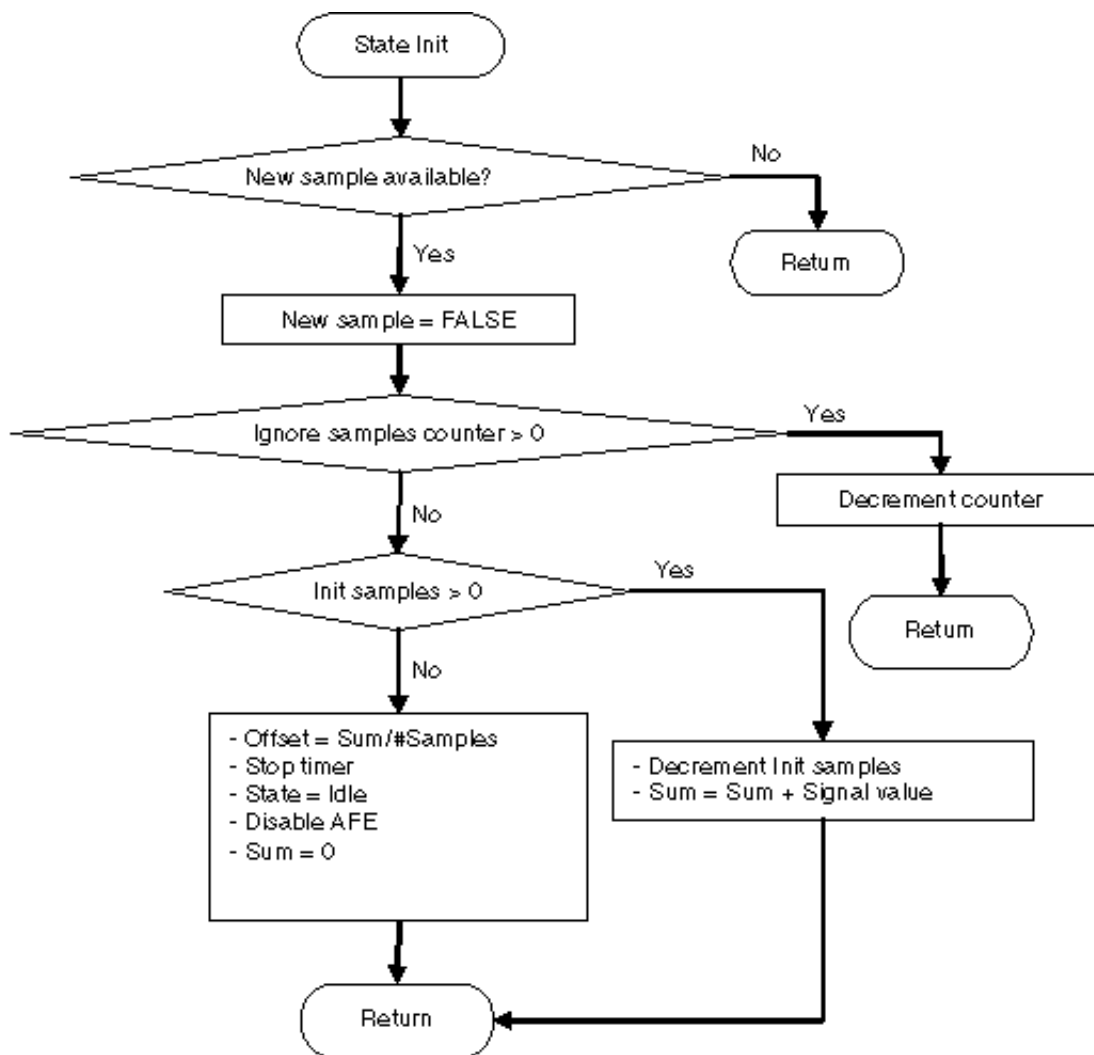 State Init
New sample available?
No
Return
Yes
New sample = FALSE
Ignore samples counter > 0
Yes
Decrement counter
Return
No
Init samples > 0
Yes
No
- Offset = Sum/#Samples
- Stop timer
- State = Idle
- Disable AFE
- Sum = 0
- Decrement Init samples
- Sum = Sum + Signal value
Return